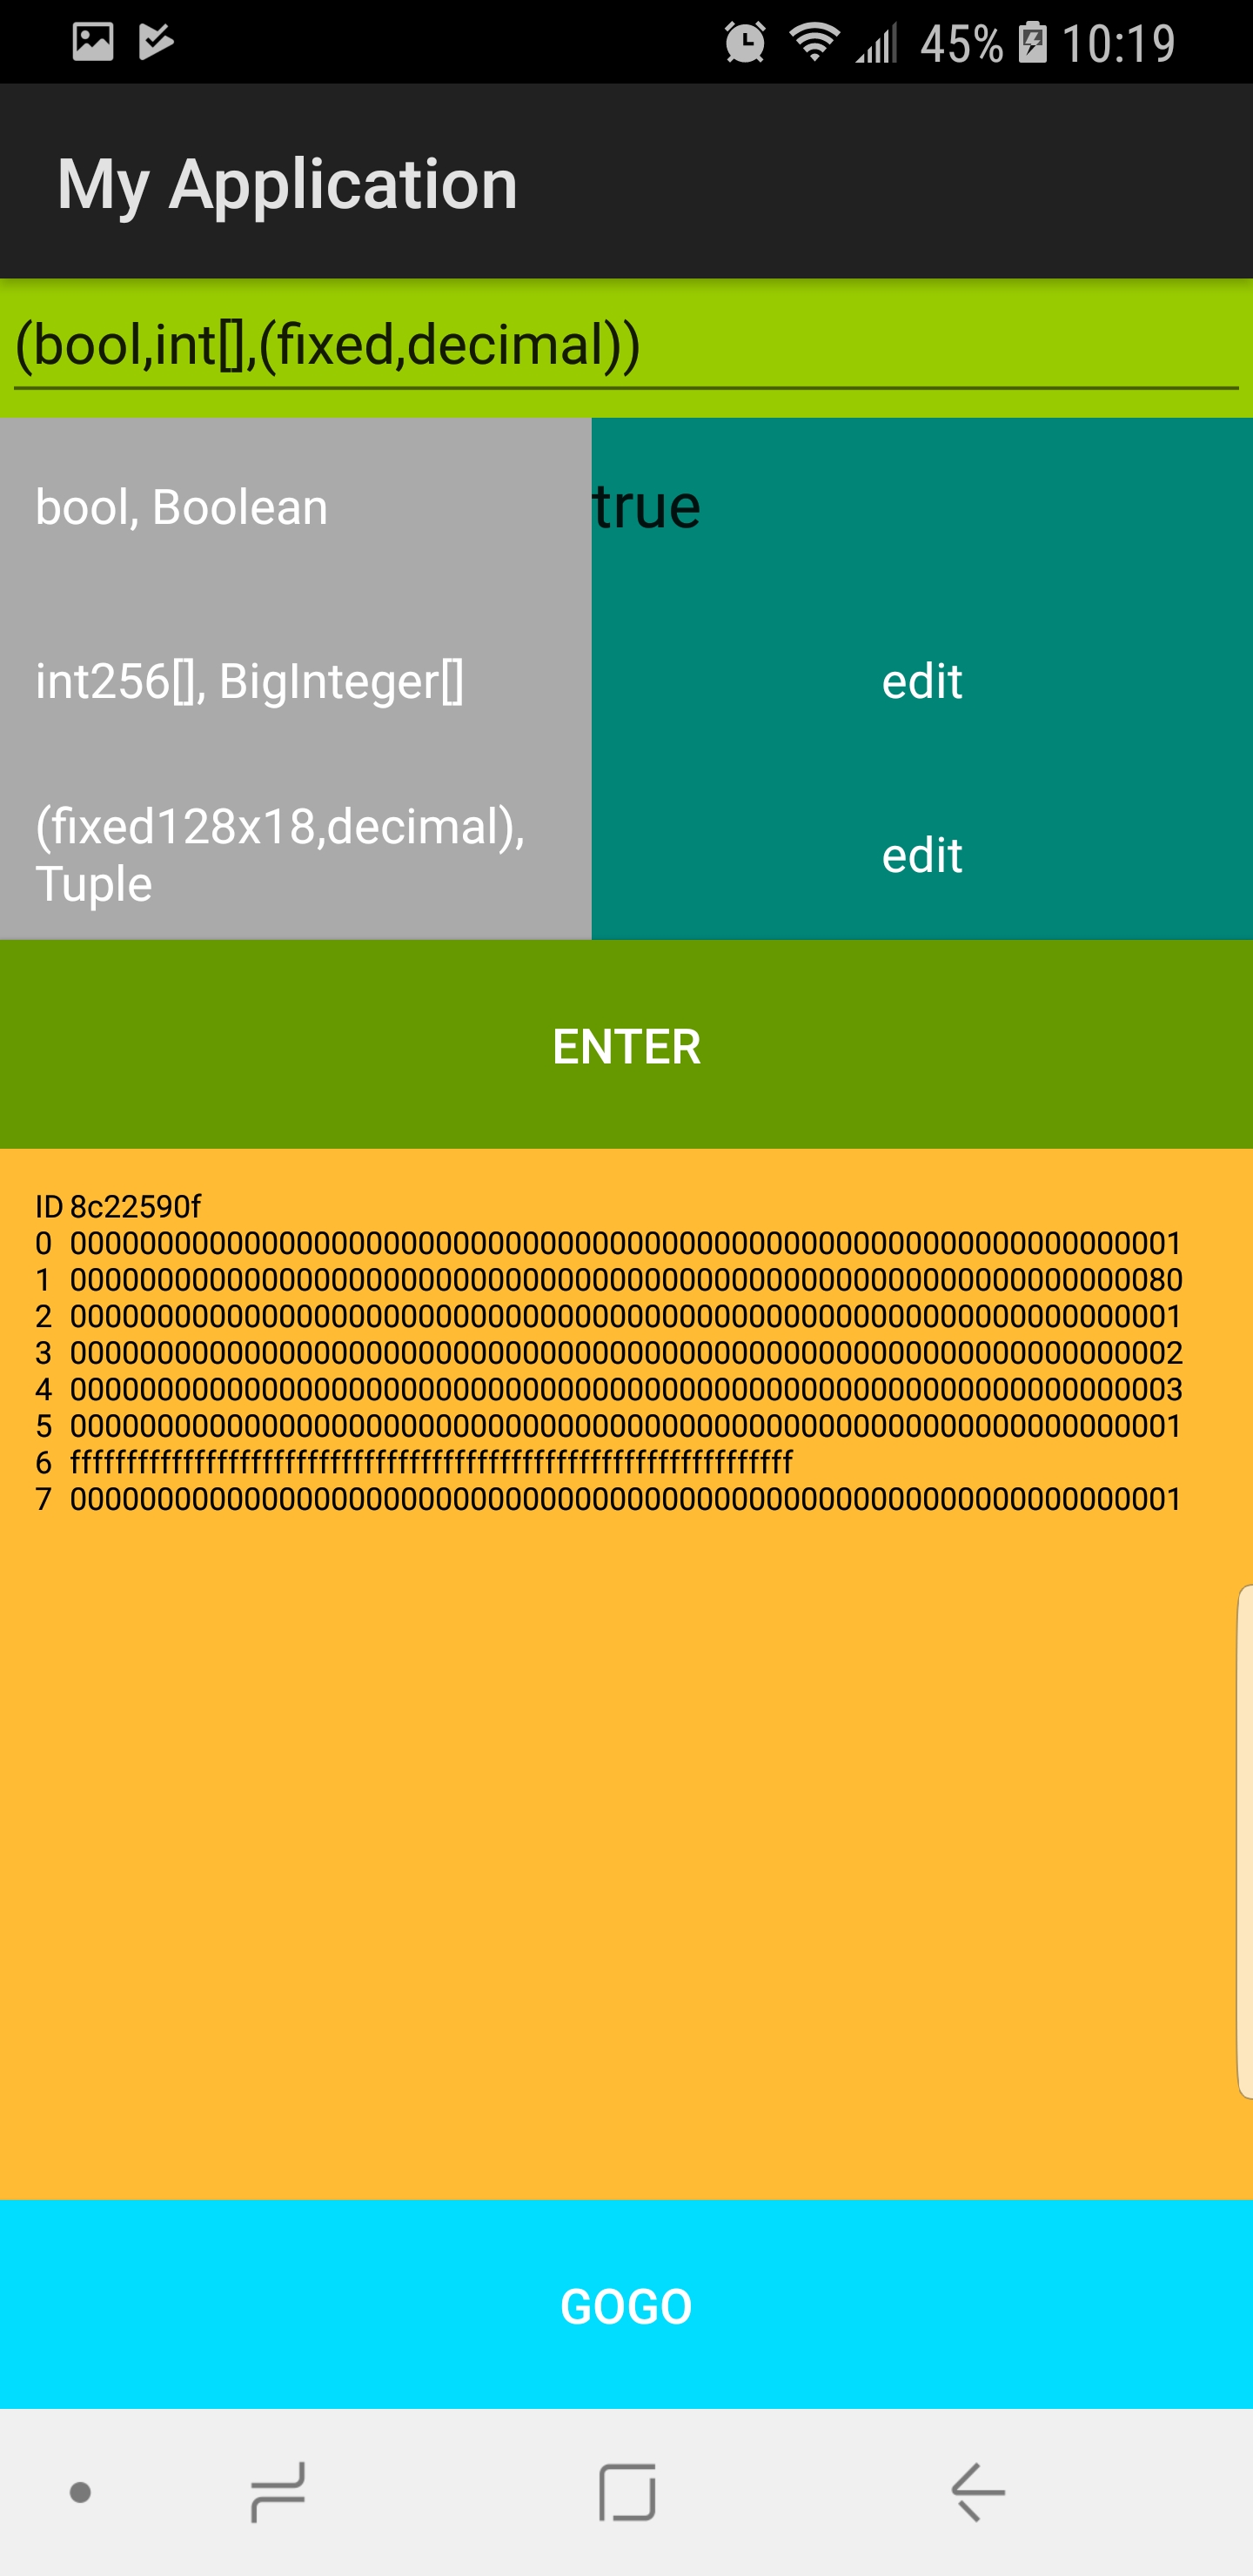 45% 10:19
My Application
(bool,int[],(fixed,decimal))
bool, Boolean
true
int256[], BigInteger[]
edit
(fixed128x18,decimal),
Tuple
edit
ENTER
ID 8c22590f
0 0000000000000000000000000000000000000000000000000000000000000001
1 0000000000000000000000000000000000000000000000000000000000000080
2 0000000000000000000000000000000000000000000000000000000000000001
3 0000000000000000000000000000000000000000000000000000000000000002
4 0000000000000000000000000000000000000000000000000000000000000003
5 0000000000000000000000000000000000000000000000000000000000000001
6 ffffffffffffffffffffffffffffffffffffffffffffffffffffffffffffffff
7 0000000000000000000000000000000000000000000000000000000000000001
GOGO